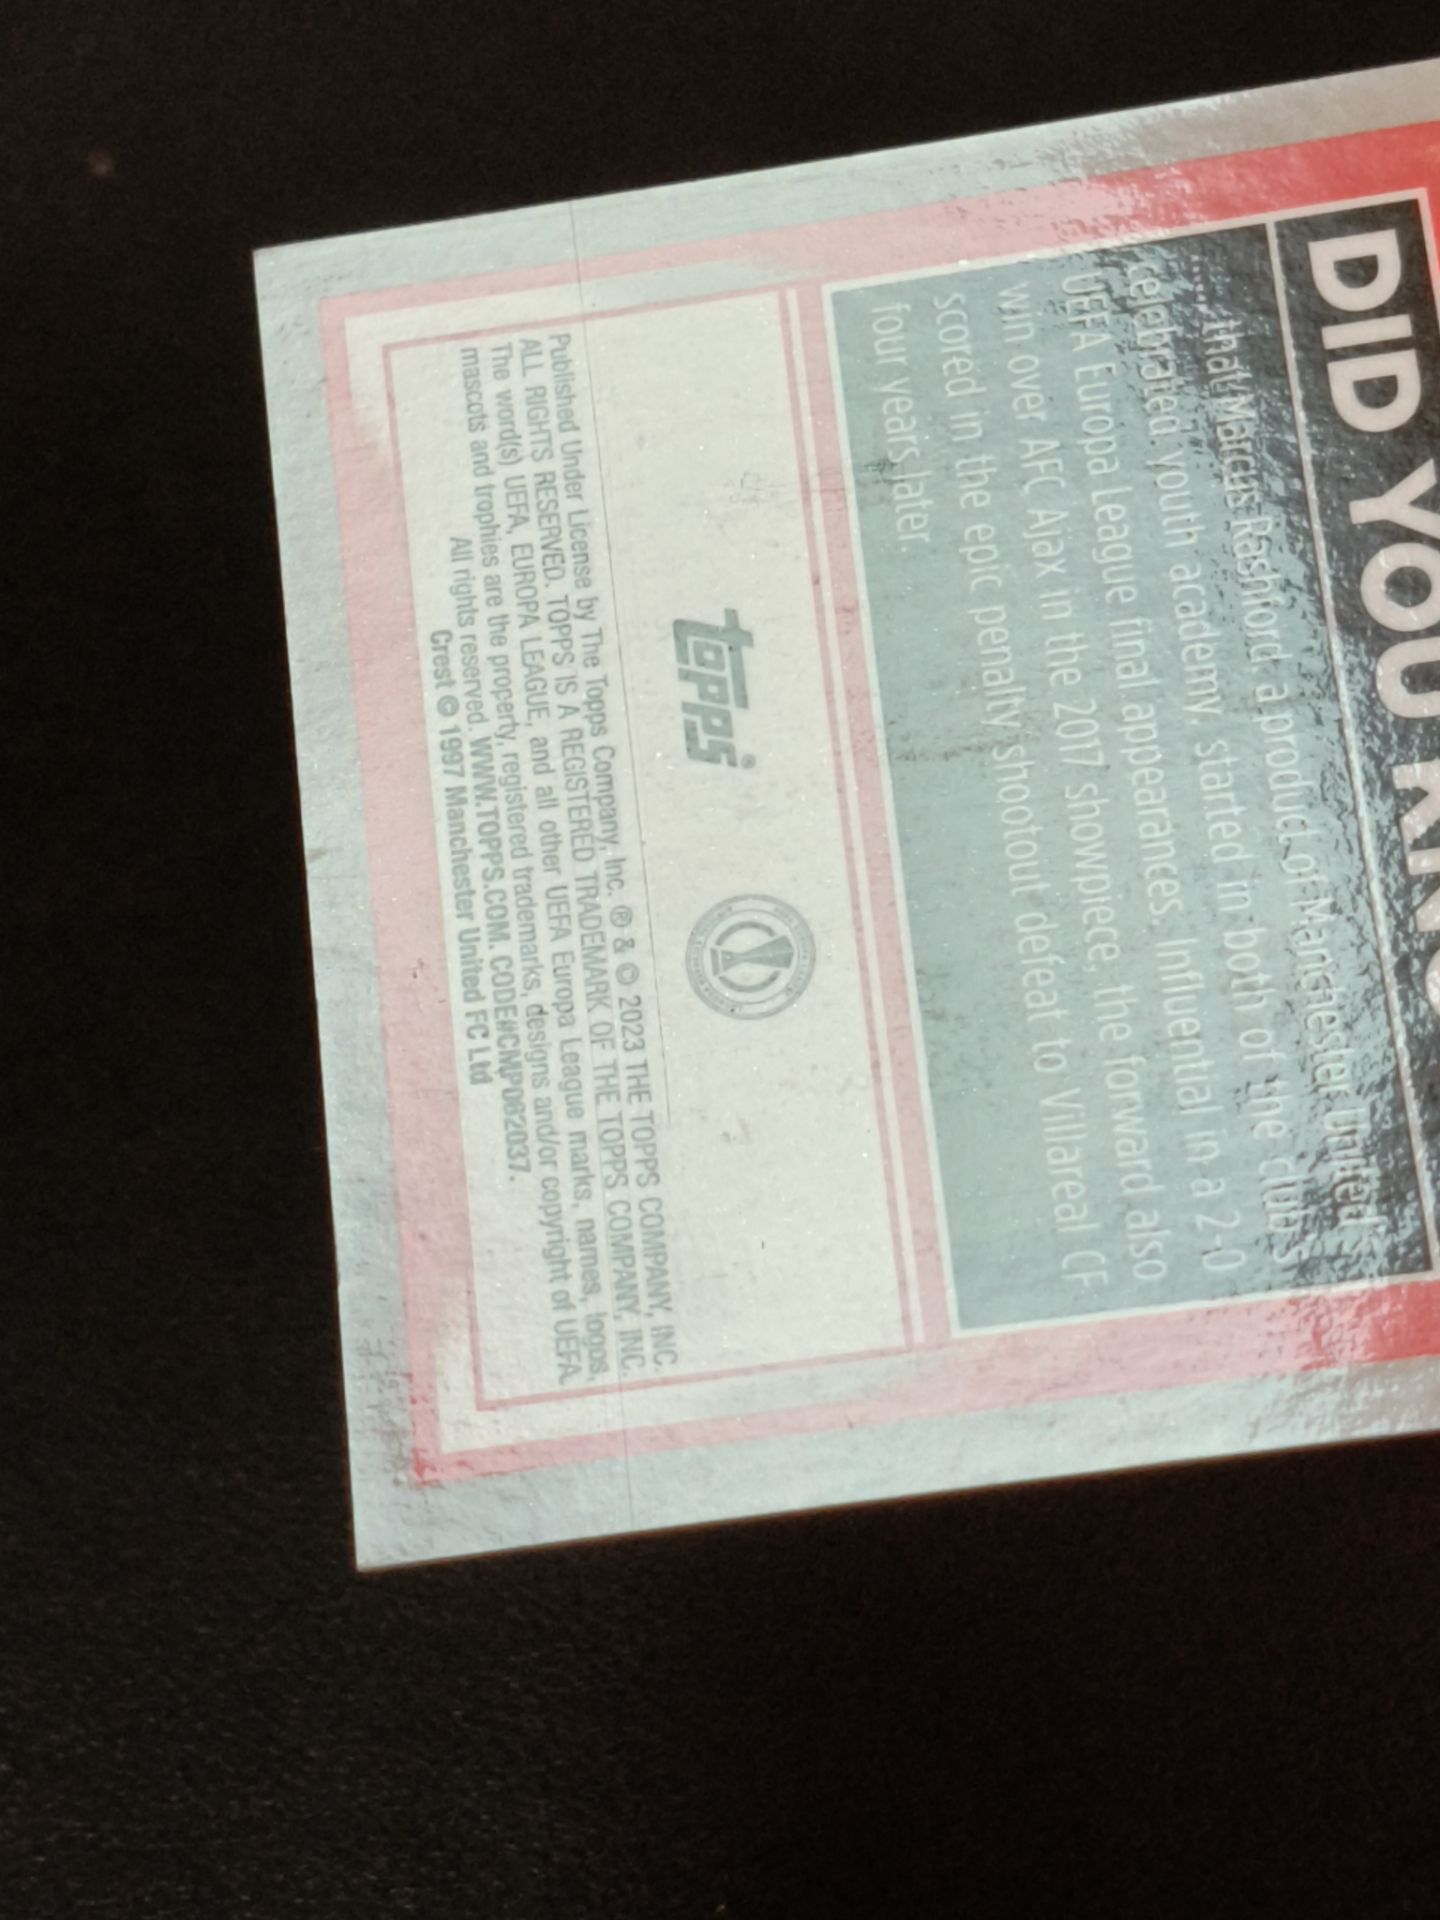 DID YOU KNO
..... that Marcus Rashford, a product of Manchester United's
celebrated youth academy, started in both of the club's
UEFA Europa League final appearances. Influential in a 2-0
win over AFC Ajax in the 2017 showpiece, the forward also
scored in the epic penalty shootout defeat to Villareal CF
four years later.
topps®
Published Under License by The Topps Company, Inc. ® & © 2023 THE TOPPS COMPANY, INC.
ALL RIGHTS RESERVED. TOPPS IS A REGISTERED TRADEMARK OF THE TOPPS COMPANY, INC.
The word(s) UEFA, EUROPA LEAGUE, and all other UEFA Europa League marks, names, logos,
mascots and trophies are the property, registered trademarks, designs and/or copyright of UEFA.
All rights reserved. WWW.TOPPS.COM. CODE#CMP062037.
Crest © 1997 Manchester United FC Ltd